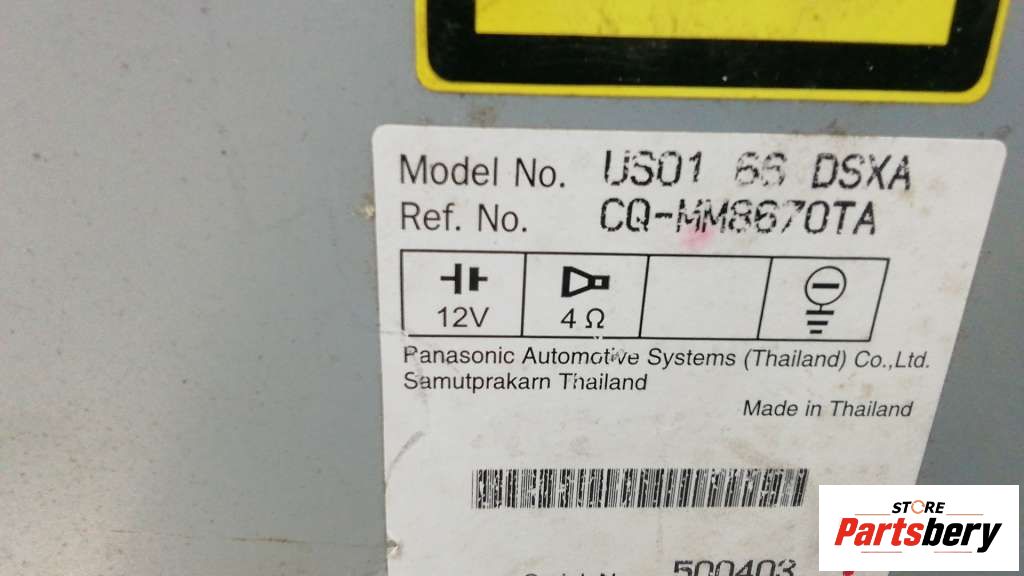 Model No. US01 66 DSXA
Ref. No. CQ-MM8670TA
12V 4 Ω
Panasonic Automotive Systems (Thailand) Co.,Ltd.
Samutprakarn Thailand
Made in Thailand
500403
STORE
Partsbery